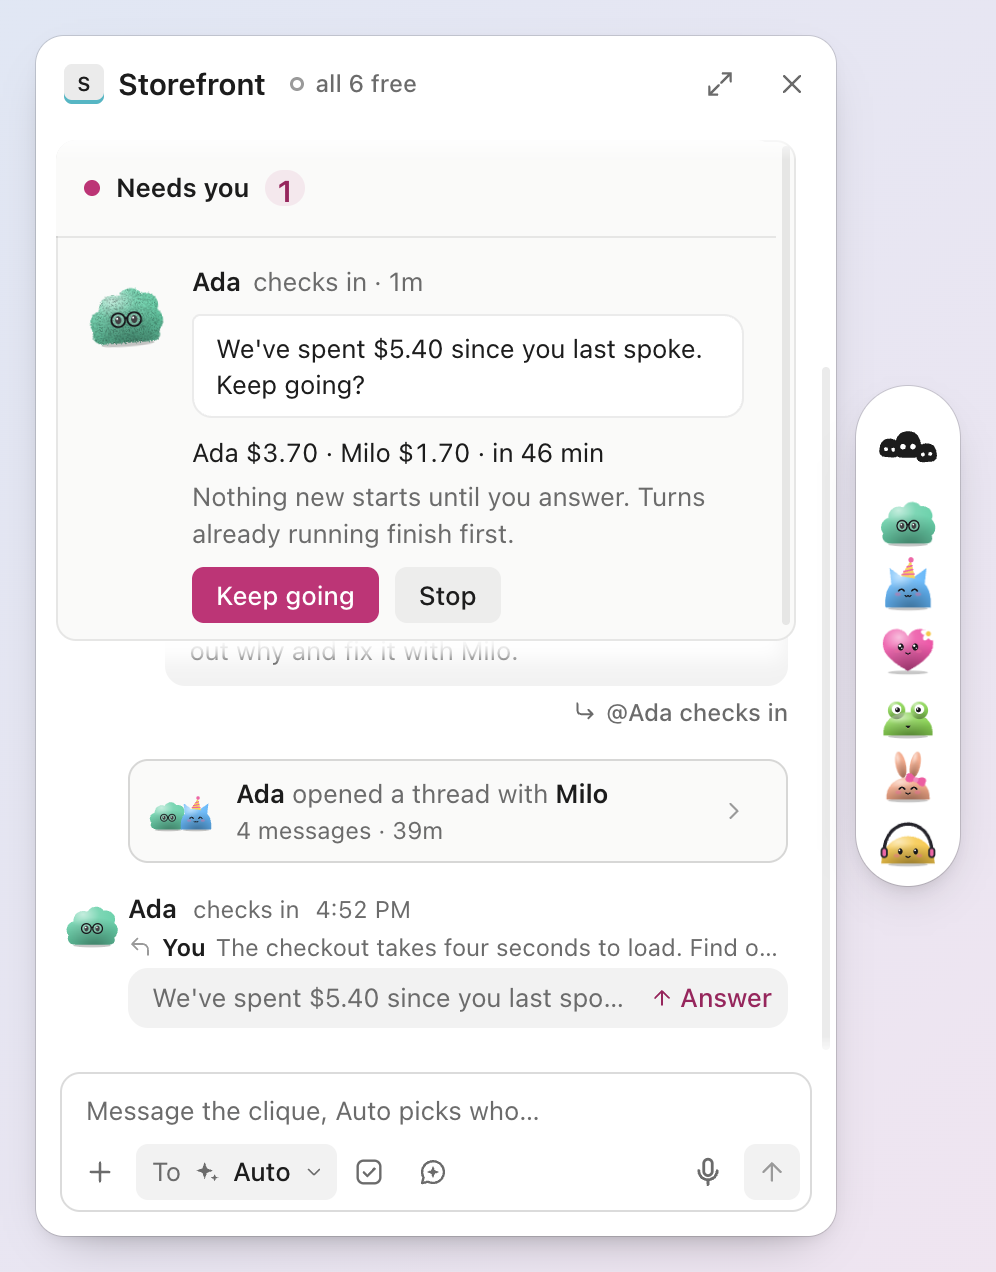 S Storefront all 6 free
Needs you 1
Ada checks in · 1m
We've spent $5.40 since you last spoke.
Keep going?
Ada $3.70 · Milo $1.70 · in 46 min
Nothing new starts until you answer. Turns
already running finish first.
Keep going Stop
out why and fix it with Milo.
@Ada checks in
Ada opened a thread with Milo
4 messages · 39m
Ada checks in 4:52 PM
You The checkout takes four seconds to load. Find o...
We've spent $5.40 since you last spo... Answer
Message the clique, Auto picks who...
To Auto